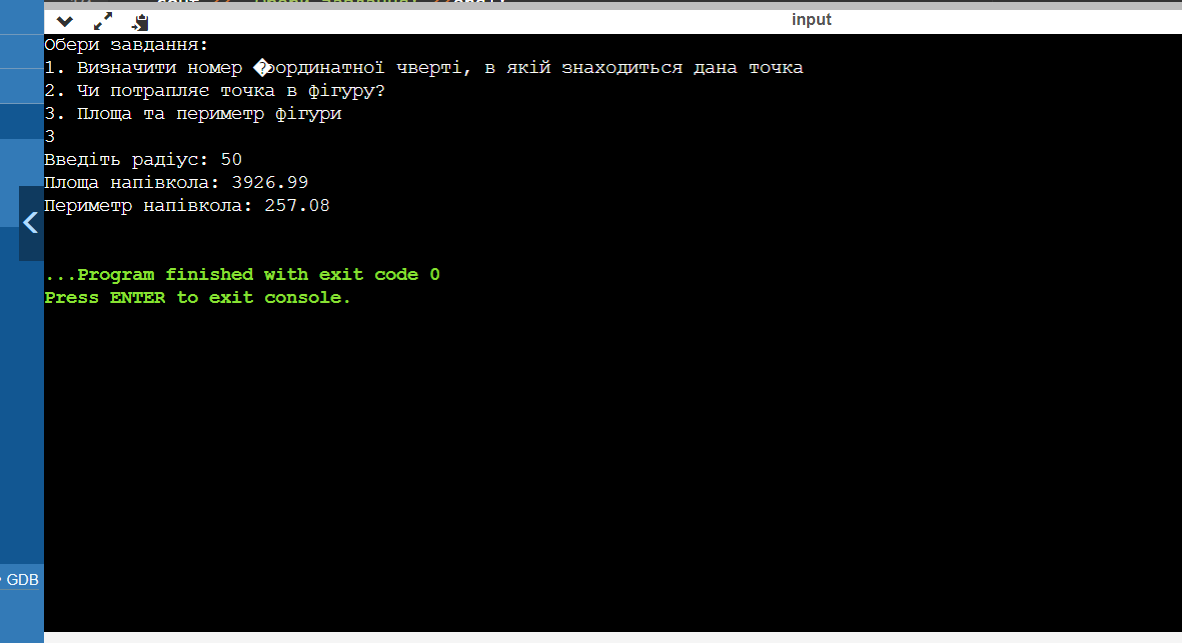 input
Обери завдання:
1. Визначити номер �ординатної чверті, в якій знаходиться дана точка
2. Чи потрапляє точка в фігуру?
3. Площа та периметр фігури
3
Введіть радіус: 50
Площа напівкола: 3926.99
Периметр напівкола: 257.08
...Program finished with exit code 0
Press ENTER to exit console.
GDB